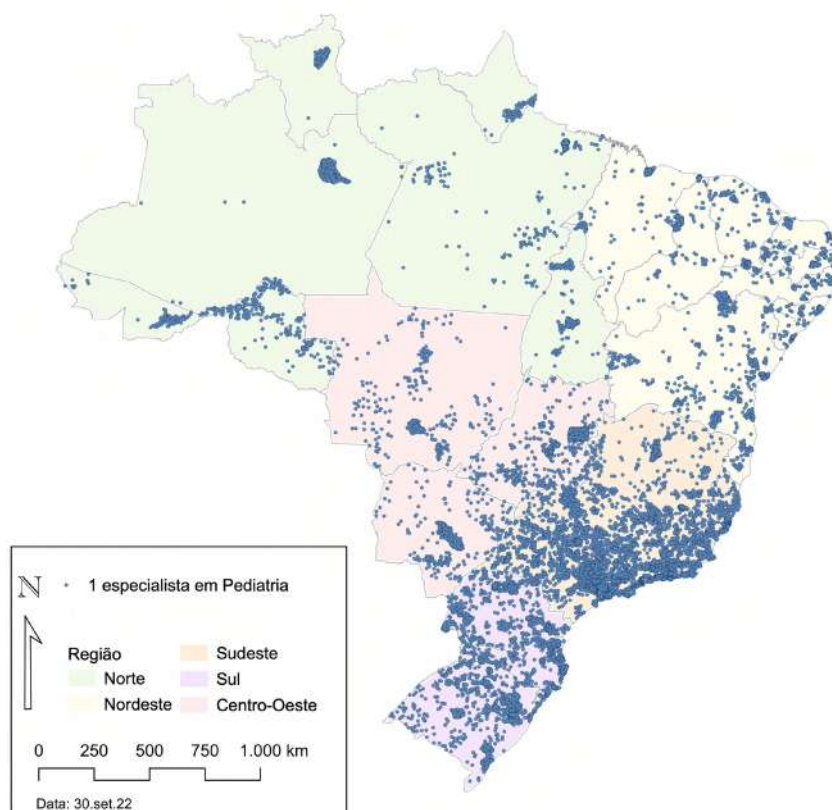 N
1 especialista em Pediatria
Região
Norte
Nordeste
Sudeste
Sul
Centro-Oeste
0 250 500 750 1.000 km
Data: 30.set.22